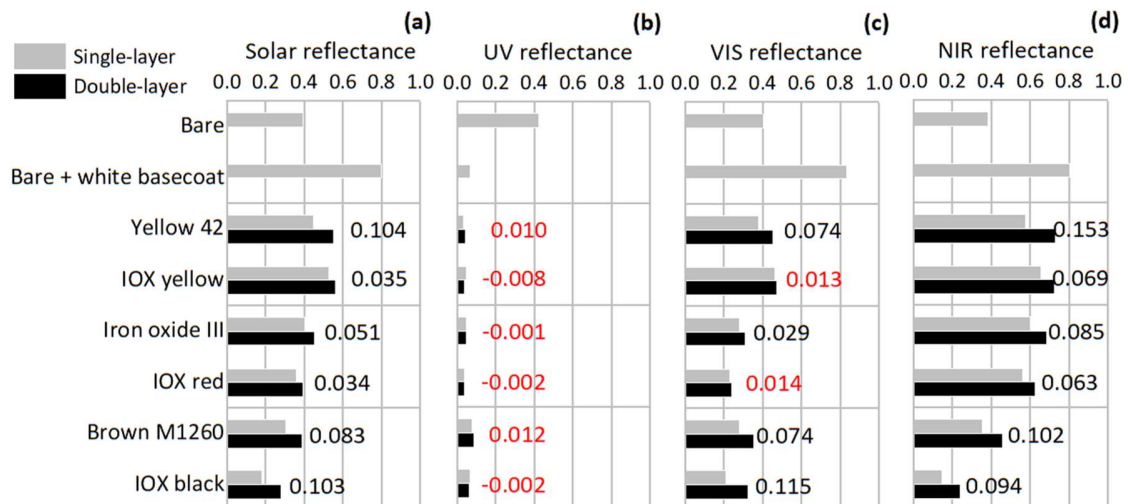 (a) (b) (c) (d)
Single-layer
Double-layer
Solar reflectance UV reflectance VIS reflectance NIR reflectance
0.0 0.2 0.4 0.6 0.8 1.0 0.0 0.2 0.4 0.6 0.8 1.0 0.0 0.2 0.4 0.6 0.8 1.0 0.0 0.2 0.4 0.6 0.8 1.0
Bare
Bare + white basecoat
Yellow 42 0.104 0.010 0.074 0.153
IOX yellow 0.035 -0.008 0.013 0.069
Iron oxide III 0.051 -0.001 0.029 0.085
IOX red 0.034 -0.002 0.014 0.063
Brown M1260 0.083 0.012 0.074 0.102
IOX black 0.103 -0.002 0.115 0.094